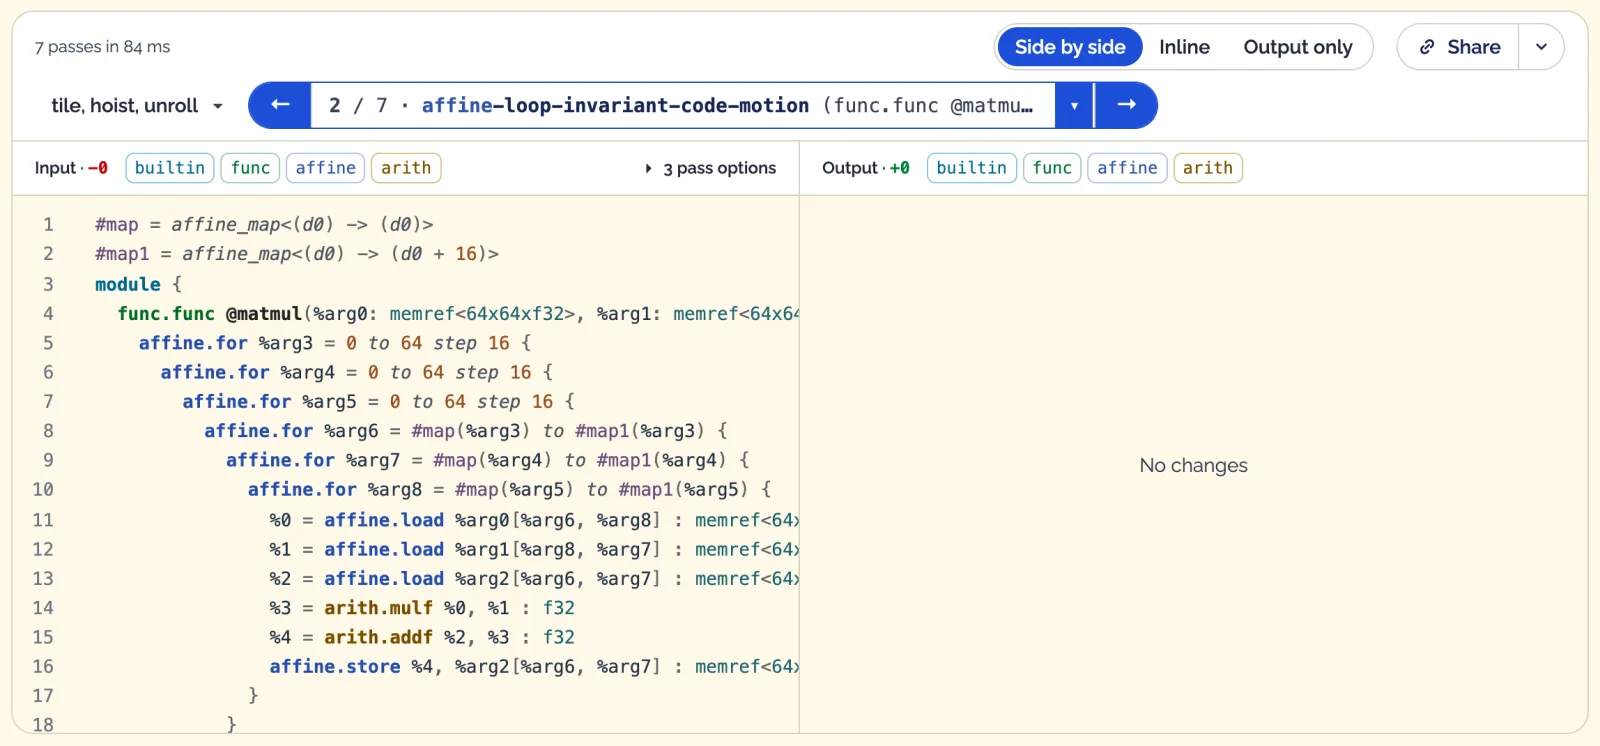 7 passes in 84 ms
Side by side Inline Output only Share
tile, hoist, unroll ← 2 / 7 · affine-loop-invariant-code-motion (func.func @matmu… →
Input · −0 builtin func affine arith 3 pass options
Output · +0 builtin func affine arith
1 #map = affine_map<(d0) -> (d0)>
2 #map1 = affine_map<(d0) -> (d0 + 16)>
3 module {
4 func.func @matmul(%arg0: memref<64x64xf32>, %arg1: memref<64x64
5 affine.for %arg3 = 0 to 64 step 16 {
6 affine.for %arg4 = 0 to 64 step 16 {
7 affine.for %arg5 = 0 to 64 step 16 {
8 affine.for %arg6 = #map(%arg3) to #map1(%arg3) {
9 affine.for %arg7 = #map(%arg4) to #map1(%arg4) {
10 affine.for %arg8 = #map(%arg5) to #map1(%arg5) {
11 %0 = affine.load %arg0[%arg6, %arg8] : memref<64x
12 %1 = affine.load %arg1[%arg8, %arg7] : memref<64x
13 %2 = affine.load %arg2[%arg6, %arg7] : memref<64x
14 %3 = arith.mulf %0, %1 : f32
15 %4 = arith.addf %2, %3 : f32
16 affine.store %4, %arg2[%arg6, %arg7] : memref<64x
17 }
18 }
No changes